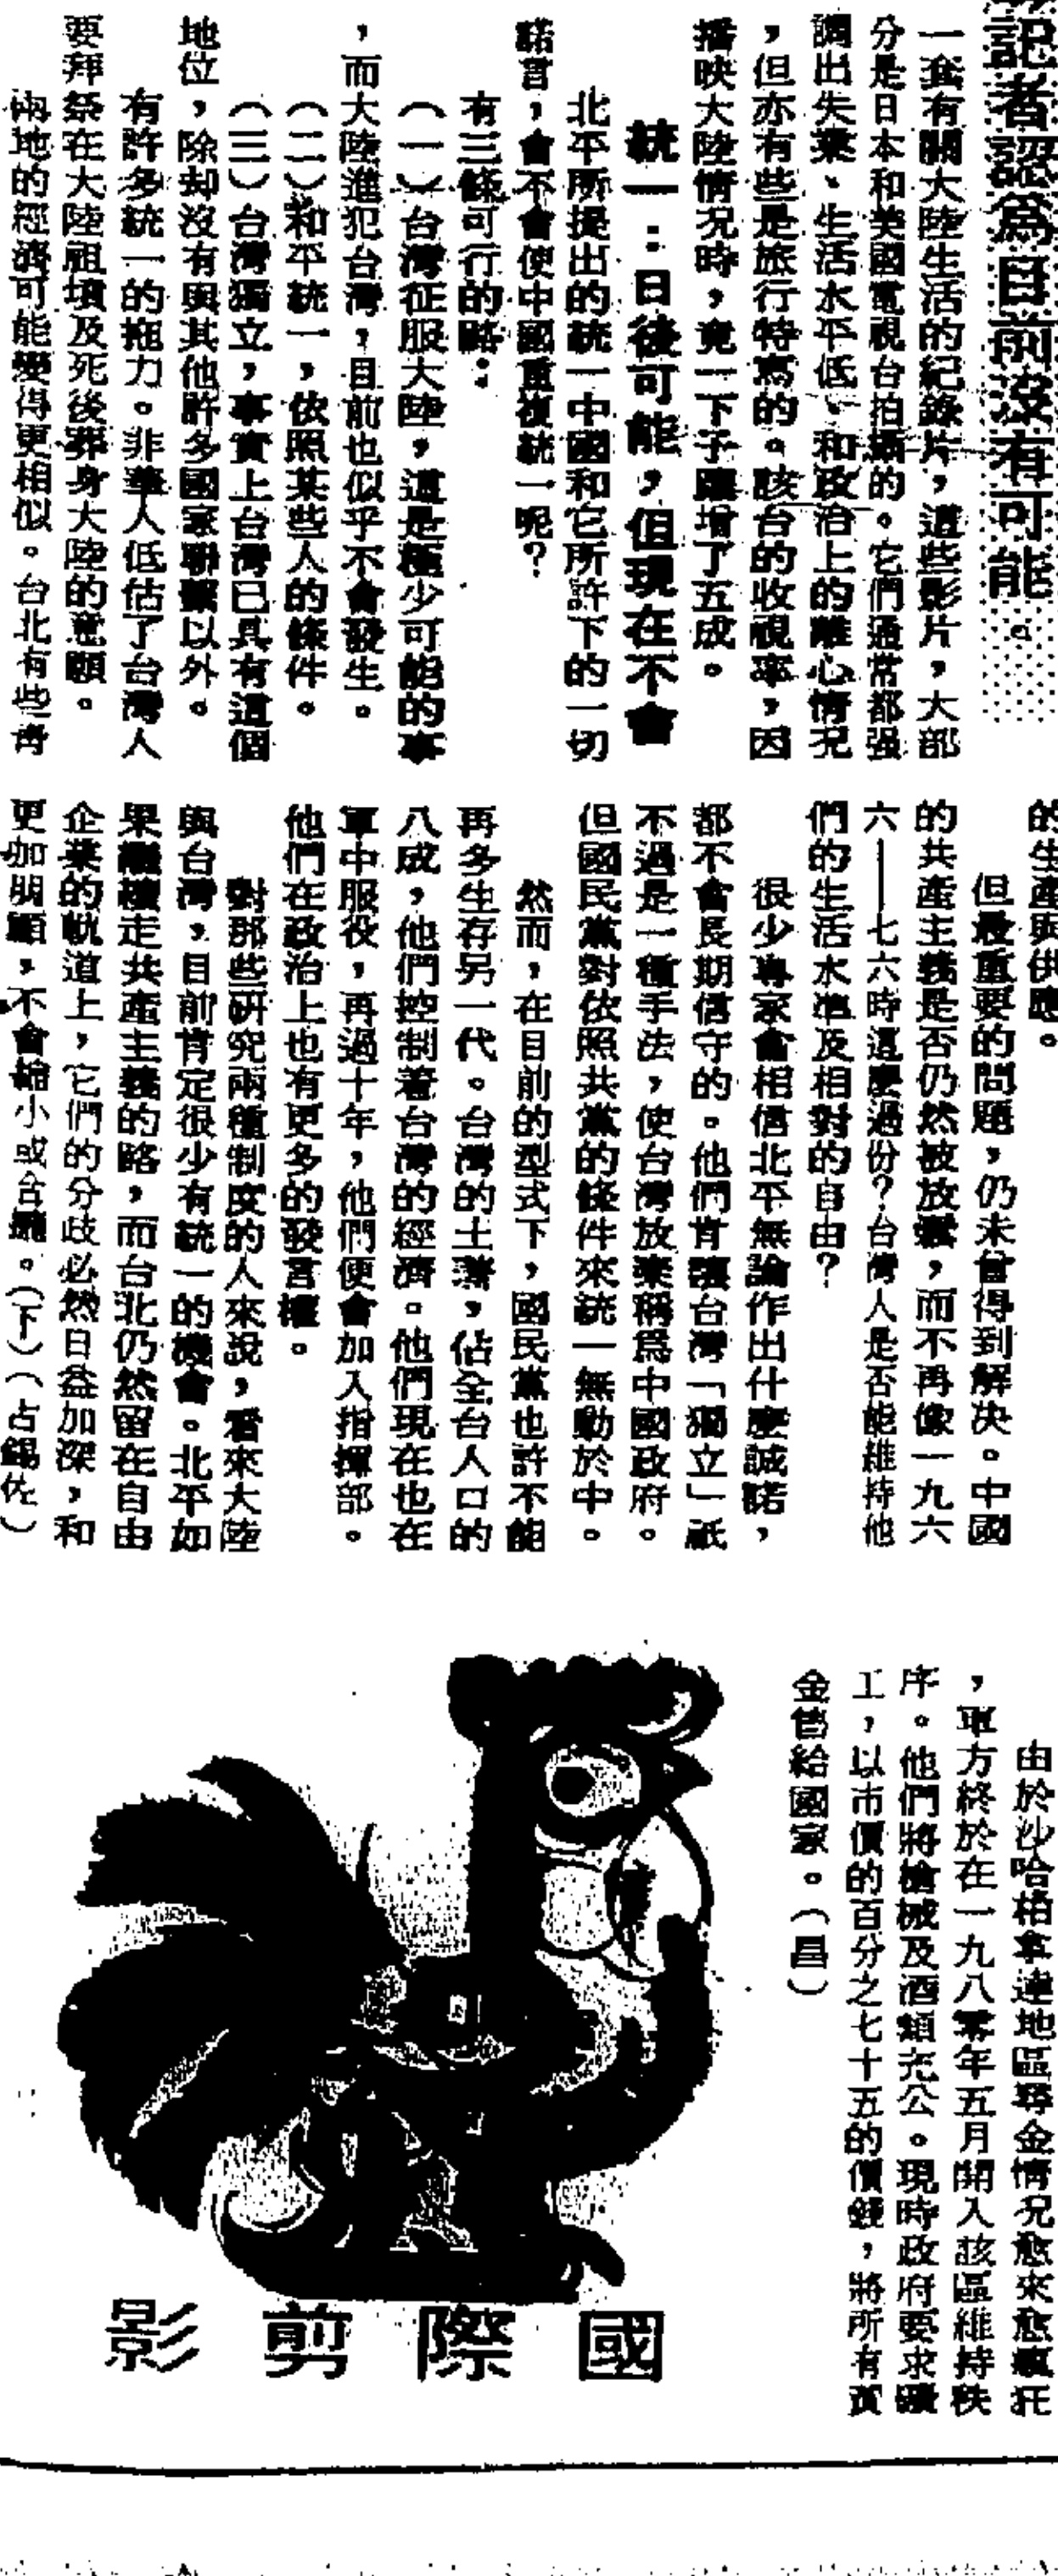 記者認爲目前沒有可能。
一套有關大陸生活的紀錄片，這些影片，大部
分是日本和美國電視台拍攝的。它們通常都强
調出失業、生活水平低、和政治上的離心情況
，但亦有些是旅行特寫的。該台的收視率，因
播映大陸情況時，竟一下子驟增了五成。
統一：日後可能，但現在不會
北平所提出的統一中國和它所許下的一切
諾言，會不會使中國重複統一呢？
有三條可行的路：
（一）台灣征服大陸，這是極少可能的事
，而大陸進犯台灣，目前也似乎不會發生。
（二）和平統一，依照某些人的條件。
（三）台灣獨立，事實上台灣已具有這個
地位，除却沒有與其他許多國家聯繫以外。
有許多統一的拖力。非華人低估了台灣人
要拜祭在大陸祖墳及死後葬身大陸的意願。
兩地的經濟可能變得更相似。台北有些
的生產與供應。
但最重要的問題，仍未曾得到解決。中國
的共產主義是否仍然被放鬆，而不再像一九六
六——七六時這麼過份？台灣人是否能維持他
們的生活水準及相對的自由？
很少專家會相信北平無論作出什麼誠諾，
都不會長期信守的。他們肯讓台灣「獨立」祇
不過是一種手法，使台灣放棄稱爲中國政府。
但國民黨對依照共黨的條件來統一無動於中。
然而，在目前的型式下，國民黨也許不能
再多生存另一代。台灣的土著，佔全台人口的
八成，他們控制着台灣的經濟。他們現在也在
軍中服役，再過十年，他們便會加入指揮部。
他們在政治上也有更多的發言權。
對那些研究兩種制度的人來說，看來大陸
與台灣，目前肯定很少有統一的機會。北平如
果繼續走共產主義的路，而台北仍然留在自由
企業的軌道上，它們的分歧必然日益加深，和
更加明顯，不會縮小或合攏。（下）（占錫佐）
由於沙哈柏拿達地區尋金情況愈來愈瘋狂
，軍方終於在一九八零年五月開入該區維持秩
序。他們將槍械及酒類充公。現時政府要求礦
工，以市價的百分之七十五的價錢，將所有黃
金售給國家。（昌）
國際剪影